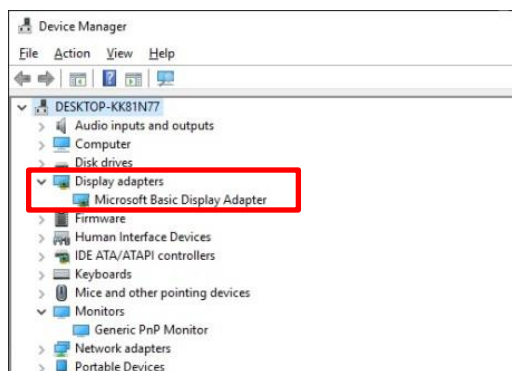 Device Manager
File Action View Help
DESKTOP-KK81N77
Audio inputs and outputs
Computer
Disk drives
Display adapters
Microsoft Basic Display Adapter
Firmware
Human Interface Devices
IDE ATA/ATAPI controllers
Keyboards
Mice and other pointing devices
Monitors
Generic PnP Monitor
Network adapters
Portable Devices